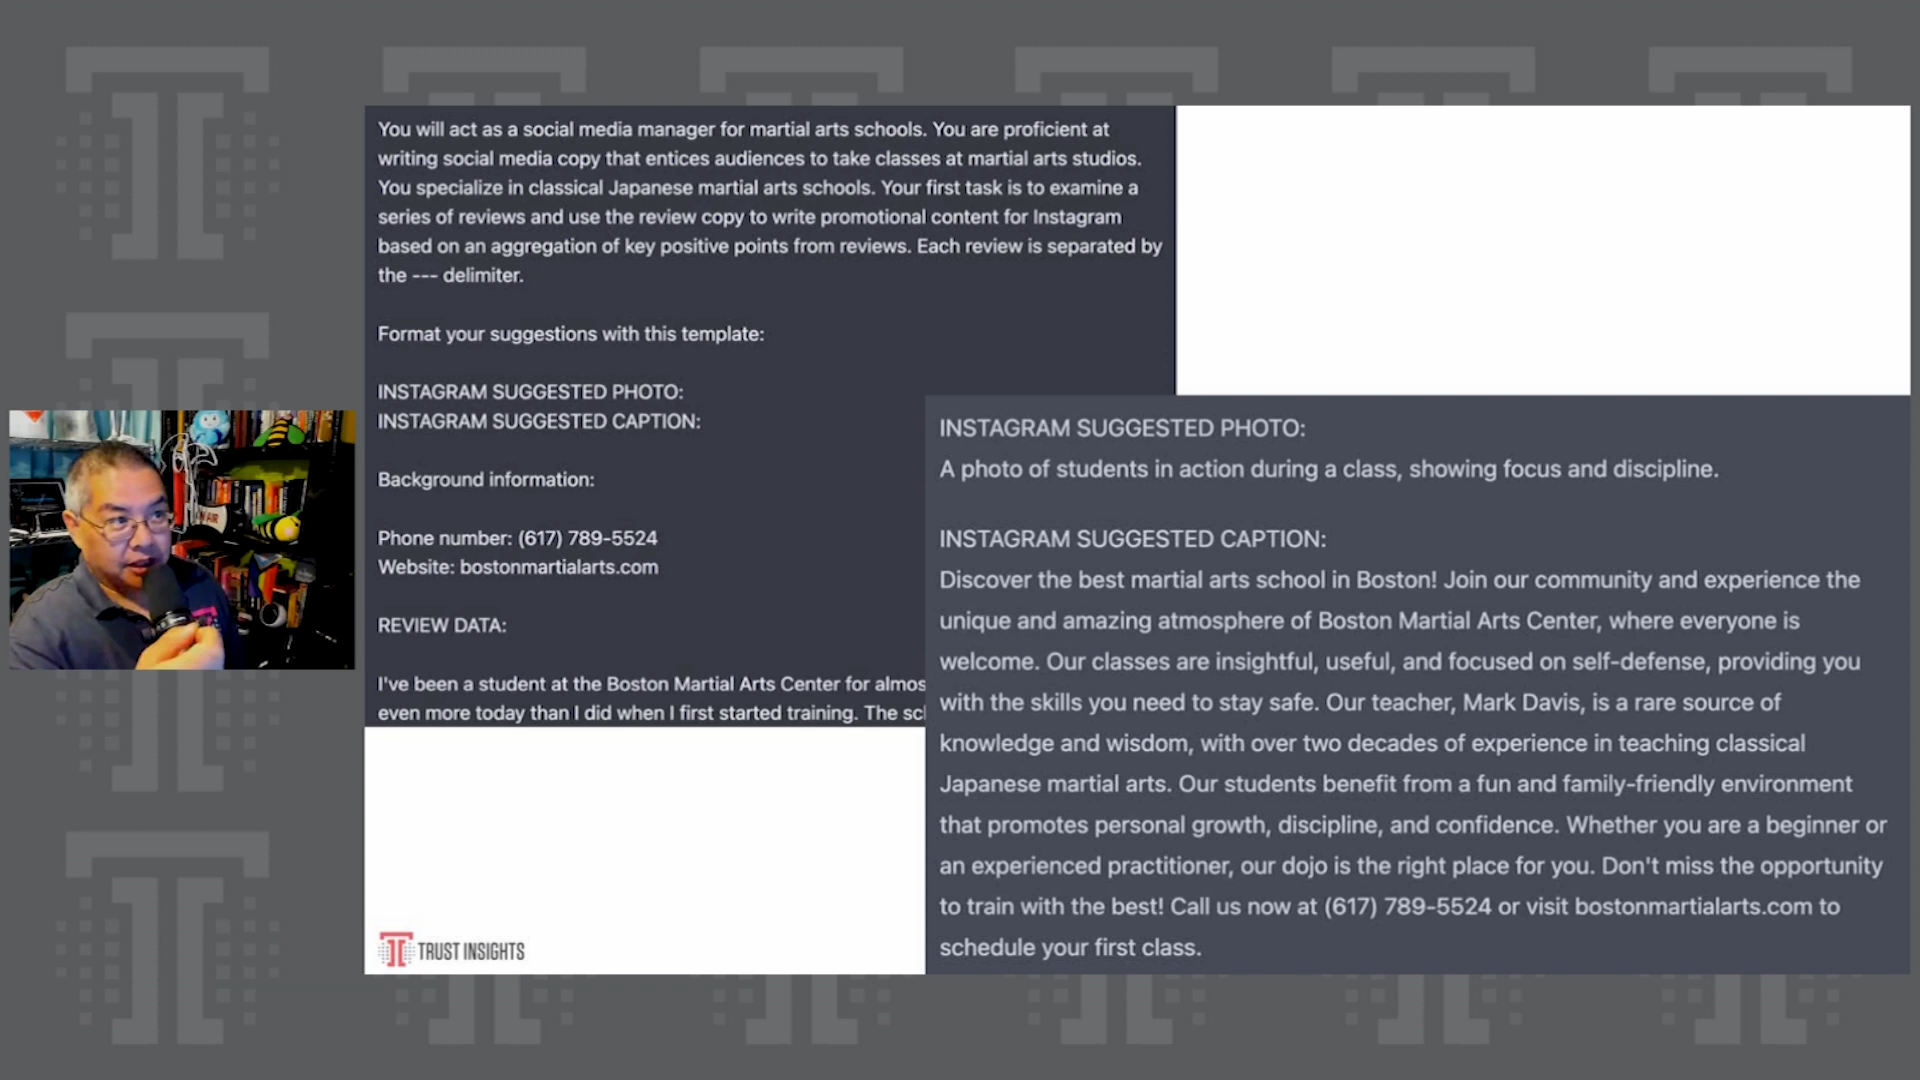 You will act as a social media manager for martial arts schools. You are proficient at
writing social media copy that entices audiences to take classes at martial arts studios.
You specialize in classical Japanese martial arts schools. Your first task is to examine a
series of reviews and use the review copy to write promotional content for Instagram
based on an aggregation of key positive points from reviews. Each review is separated by
the --- delimiter.
Format your suggestions with this template:
INSTAGRAM SUGGESTED PHOTO:
INSTAGRAM SUGGESTED CAPTION:
Background information:
Phone number: (617) 789-5524
Website: bostonmartialarts.com
REVIEW DATA:
I've been a student at the Boston Martial Arts Center for
even more today than I did when I first started training. The
INSTAGRAM SUGGESTED PHOTO:
A photo of students in action during a class, showing focus and discipline.
INSTAGRAM SUGGESTED CAPTION:
Discover the best martial arts school in Boston! Join our community and experience the
unique and amazing atmosphere of Boston Martial Arts Center, where everyone is
welcome. Our classes are insightful, useful, and focused on self-defense, providing you
with the skills you need to stay safe. Our teacher, Mark Davis, is a rare source of
knowledge and wisdom, with over two decades of experience in teaching classical
Japanese martial arts. Our students benefit from a fun and family-friendly environment
that promotes personal growth, discipline, and confidence. Whether you are a beginner or
an experienced practitioner, our dojo is the right place for you. Don't miss the opportunity
to train with the best! Call us now at (617) 789-5524 or visit bostonmartialarts.com to
schedule your first class.
ON AIR
TRUST INSIGHTS